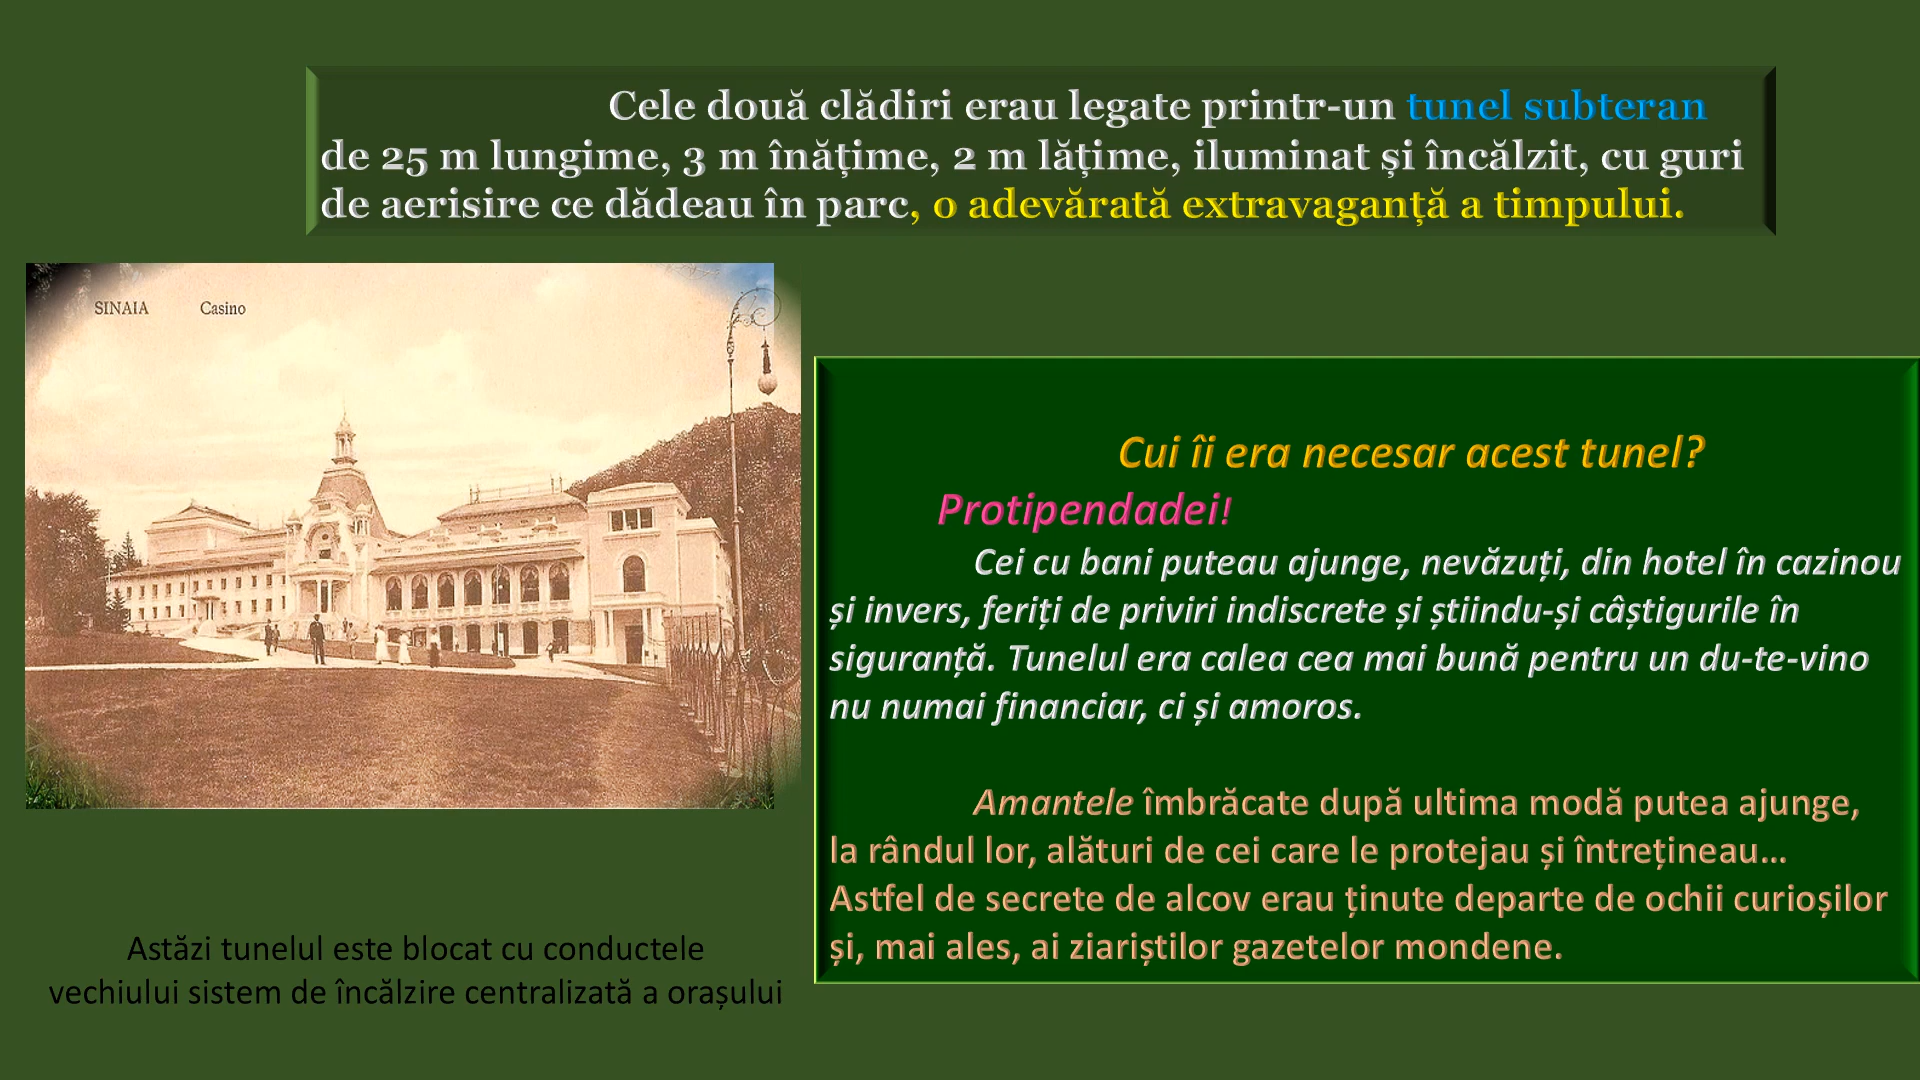 Cele două clădiri erau legate printr-un tunel subteran
de 25 m lungime, 3 m înățime, 2 m lățime, iluminat și încălzit, cu guri
de aerisire ce dădeau în parc, o adevărată extravaganță a timpului.
SINAIA Casino
Cui îi era necesar acest tunel?
Protipendadei!
Cei cu bani puteau ajunge, nevăzuți, din hotel în cazinou
și invers, feriți de priviri indiscrete și știindu-și câștigurile în
siguranță. Tunelul era calea cea mai bună pentru un du-te-vino
nu numai financiar, ci și amoros.
Amantele îmbrăcate după ultima modă putea ajunge,
la rândul lor, alături de cei care le protejau și întrețineau...
Astfel de secrete de alcov erau ținute departe de ochii curioșilor
și, mai ales, ai ziariștilor gazetelor mondene.
Astăzi tunelul este blocat cu conductele
vechiului sistem de încălzire centralizată a orașului